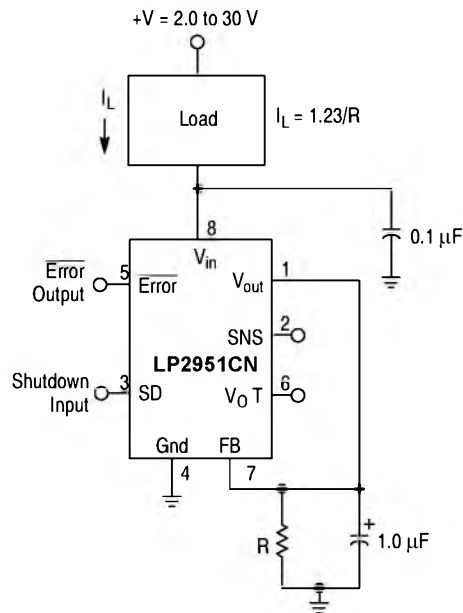 +V = 2.0 to 30 V
I_L
Load
I_L = 1.23/R
8
0.1 µF
V_in
Error
Output
5
Error
V_out
1
SNS
2
LP2951CN
Shutdown
Input
3
SD
V_O T
6
Gnd
FB
4
7
R
+
1.0 µF